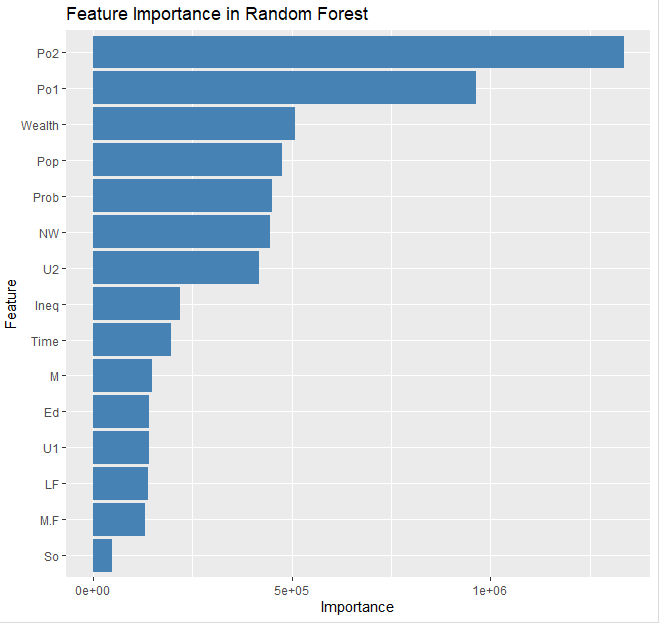 Feature Importance in Random Forest
Po2
Po1
Wealth
Pop
Prob
NW
U2
Ineq
Time
M
Ed
U1
LF
M.F
So
Feature
0e+00 5e+05 1e+06
Importance